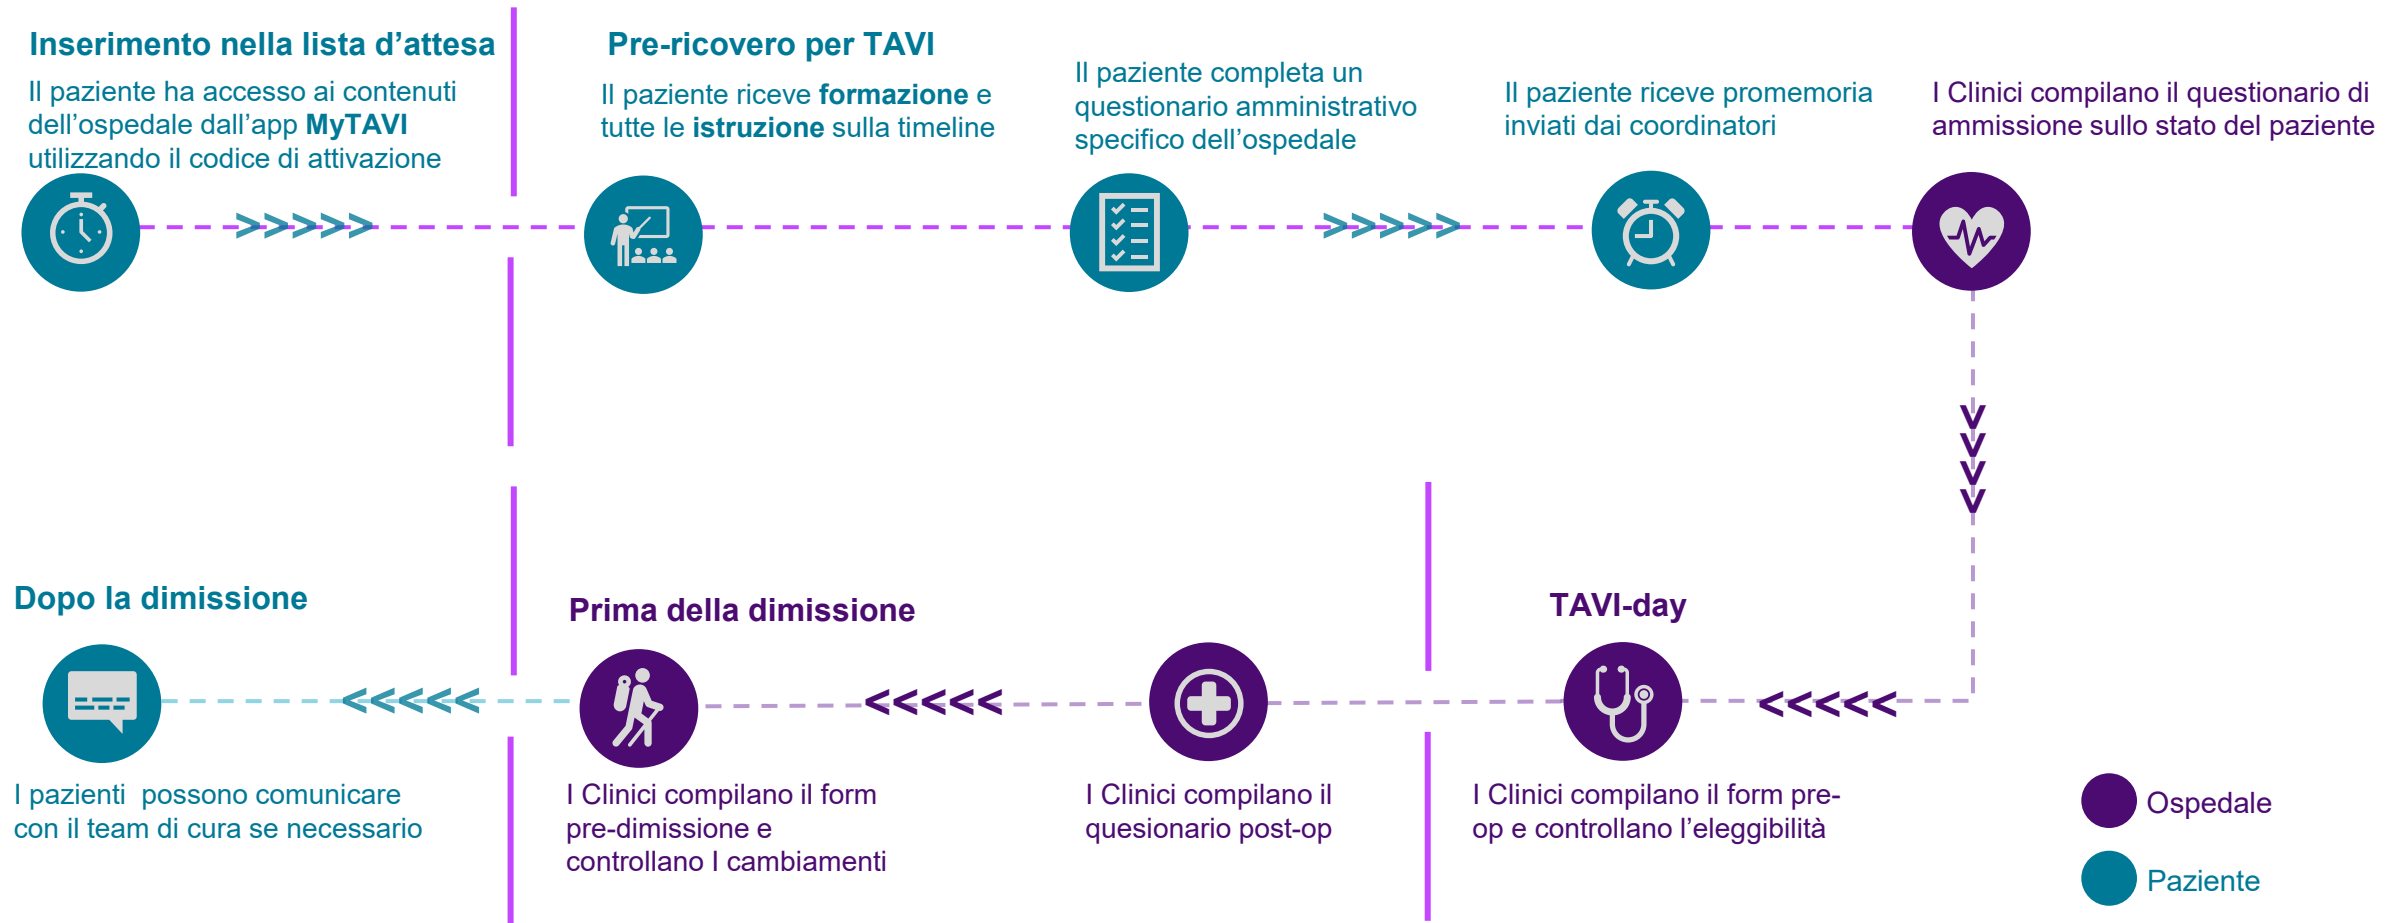 Inserimento nella lista d’attesa
Il paziente ha accesso ai contenuti
dell’ospedale dall’app MyTAVI
utilizzando il codice di attivazione
Pre-ricovero per TAVI
Il paziente riceve formazione e
tutte le istruzione sulla timeline
Il paziente completa un
questionario amministrativo
specifico dell’ospedale
Il paziente riceve promemoria
inviati dai coordinatori
I Clinici compilano il questionario di
ammissione sullo stato del paziente
>>>>>
>>>>>
>>>>
TAVI-day
<<<<<
I Clinici compilano il form pre-
op e controllano l’eleggibilità
I Clinici compilano il
quesionario post-op
Prima della dimissione
<<<<<
I Clinici compilano il form
pre-dimissione e
controllano I cambiamenti
Dopo la dimissione
<<<<<
I pazienti  possono comunicare
con il team di cura se necessario
Ospedale
Paziente